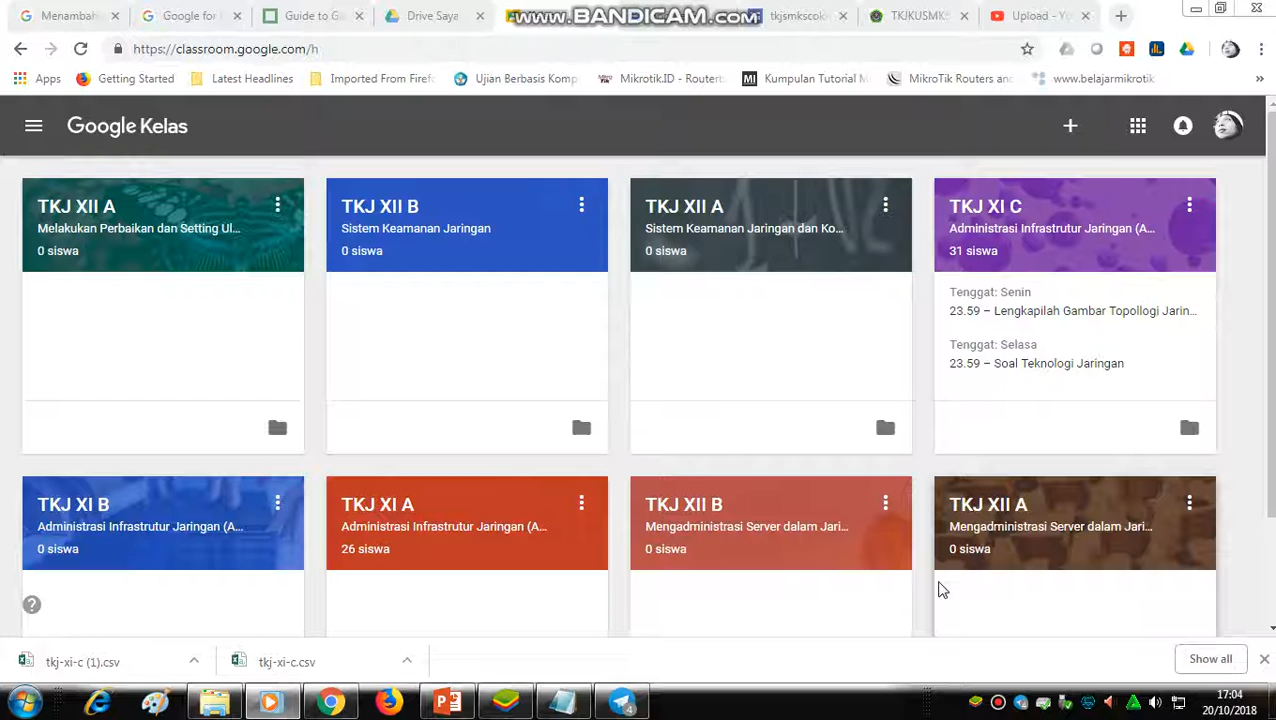 Menambah
Google for
Guide to G
Drive Saya
www.BANDICAM.com
tkjsmkscok
TKJKUSMK
Upload - Yo
https://classroom.google.com/h
Apps
Getting Started
Latest Headlines
Imported From Firef
Ujian Berbasis Komp
Mikrotik.ID - Router
MI Kumpulan Tutorial M
MikroTik Routers and
www.belajarmikrotik
»
Google Kelas
TKJ XII A
Melakukan Perbaikan dan Setting Ul...
0 siswa
TKJ XII B
Sistem Keamanan Jaringan
0 siswa
TKJ XII A
Sistem Keamanan Jaringan dan Ko...
0 siswa
TKJ XI C
Administrasi Infrastrutur Jaringan (A...
31 siswa
Tenggat: Senin
23.59 – Lengkapilah Gambar Topollogi Jarin...
Tenggat: Selasa
23.59 – Soal Teknologi Jaringan
TKJ XI B
Administrasi Infrastrutur Jaringan (A...
0 siswa
TKJ XI A
Administrasi Infrastrutur Jaringan (A...
26 siswa
TKJ XII B
Mengadministrasi Server dalam Jari...
0 siswa
TKJ XII A
Mengadministrasi Server dalam Jari...
0 siswa
tkj-xi-c (1).csv
tkj-xi-c.csv
Show all
17:04
20/10/2018